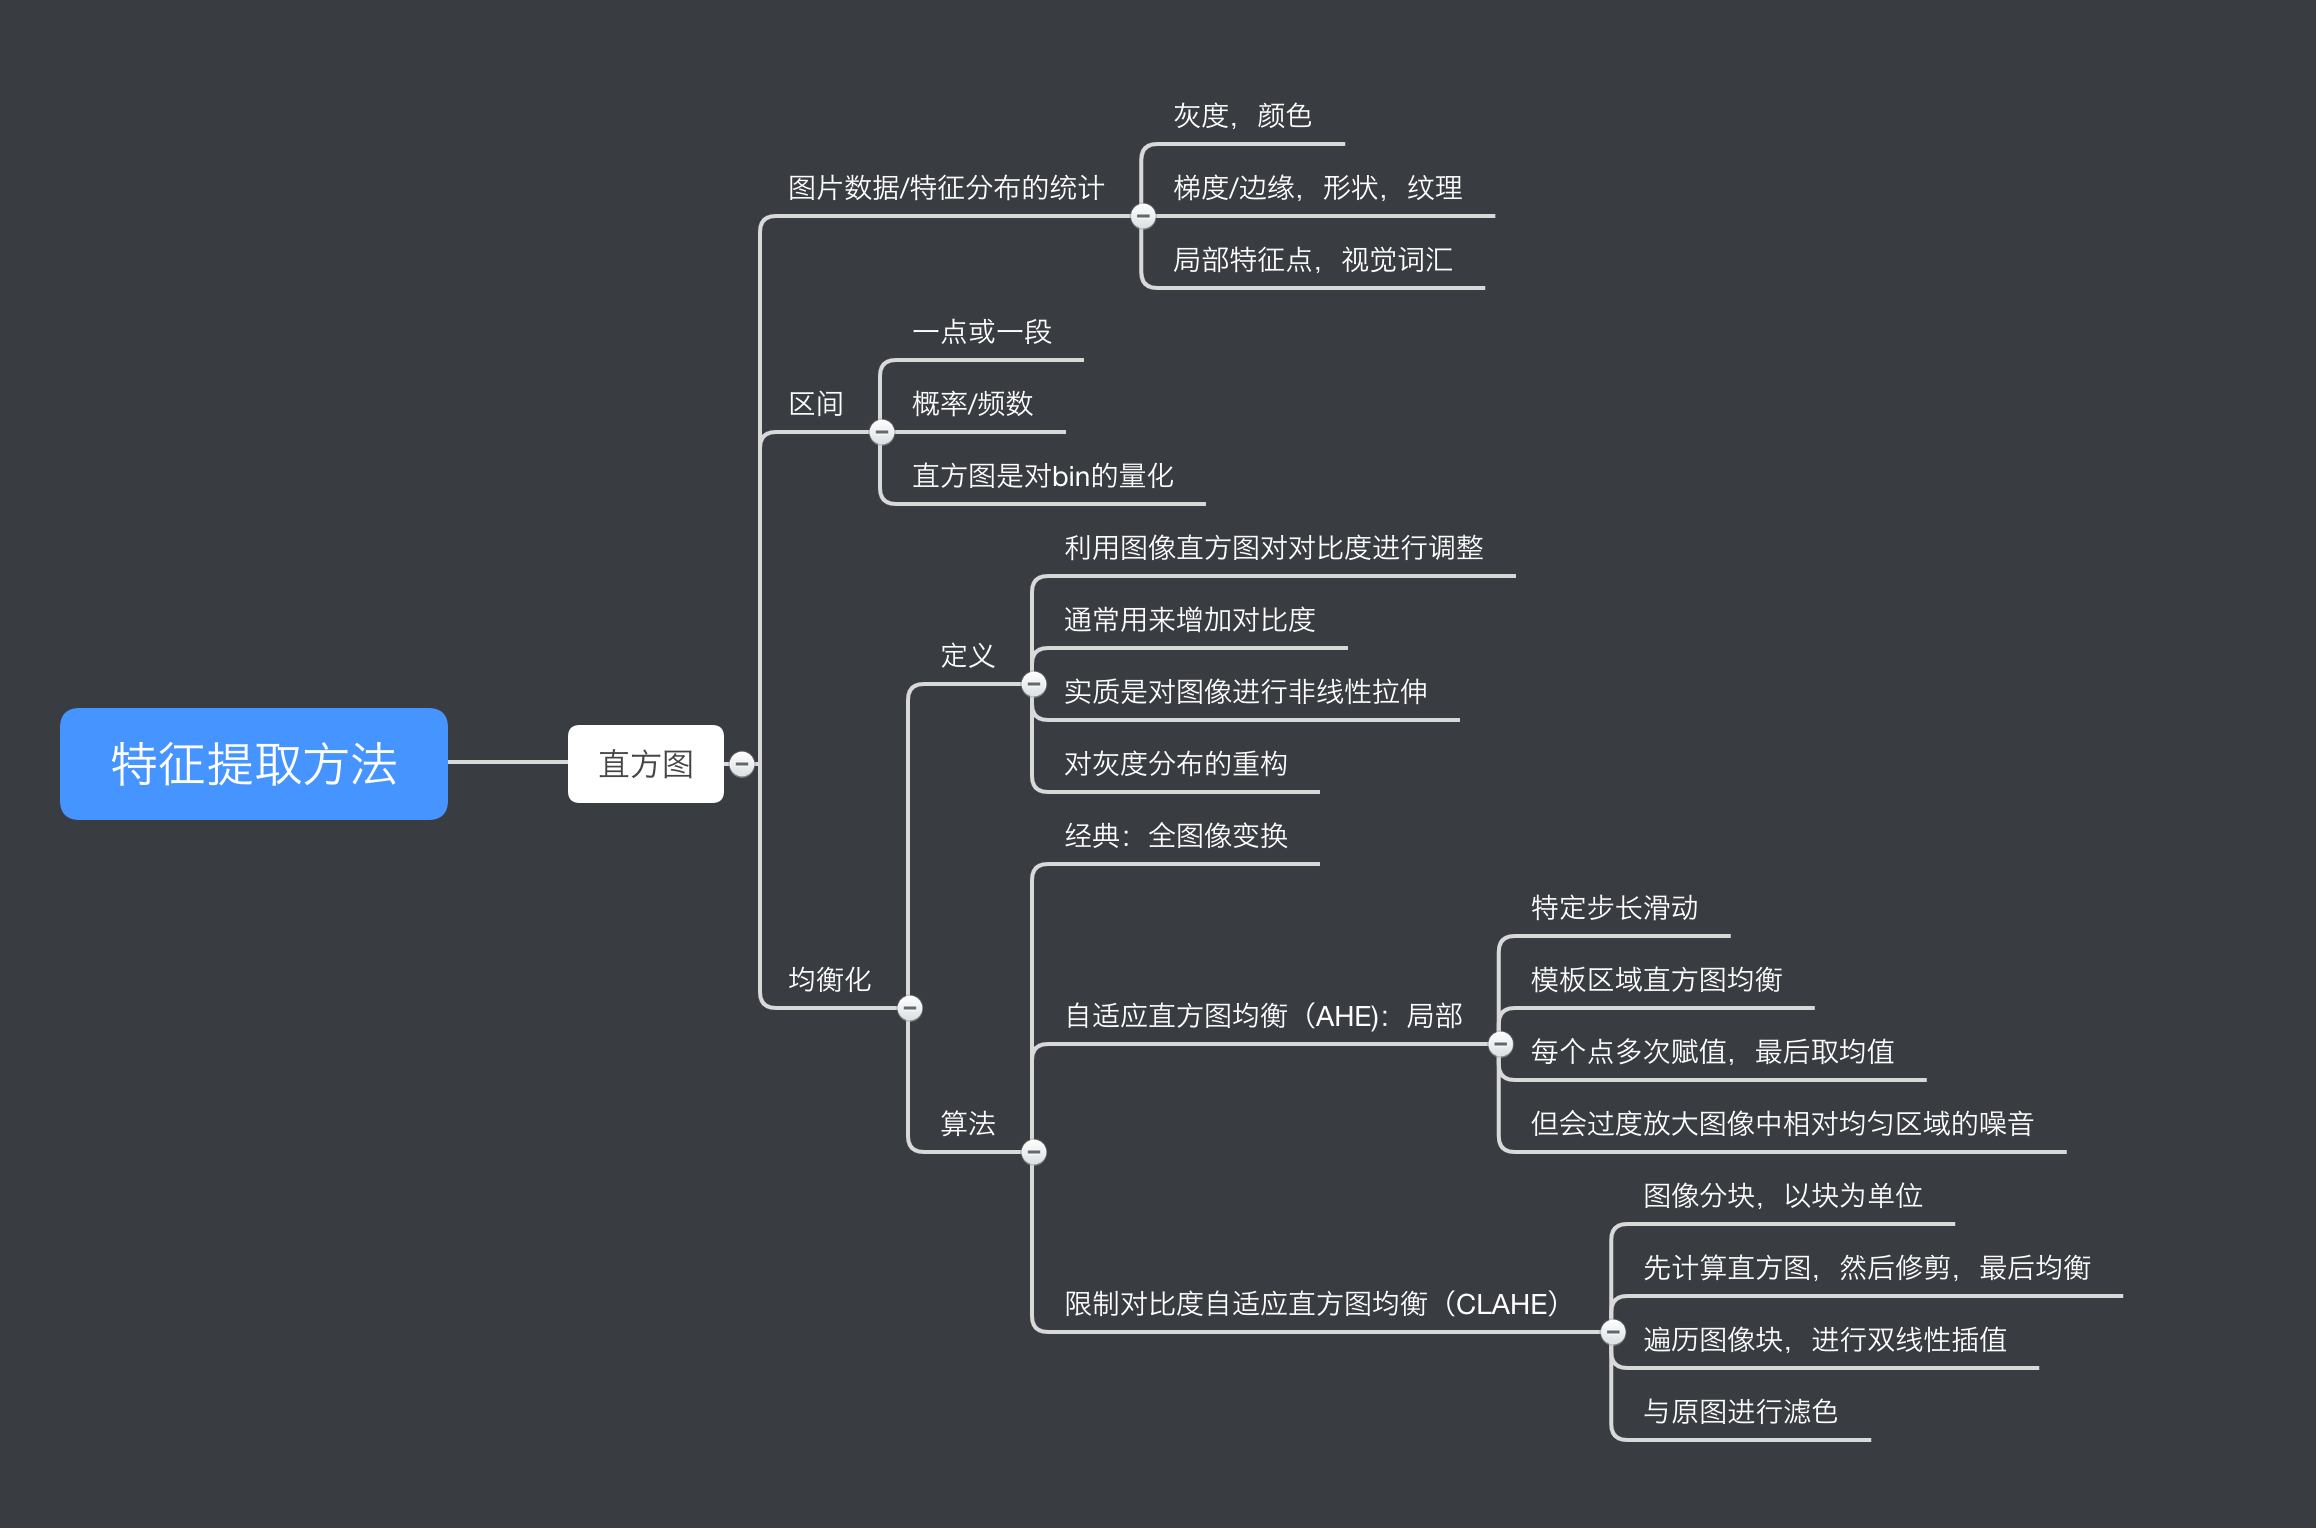 特征提取方法
直方图
图片数据/特征分布的统计
灰度，颜色
梯度/边缘，形状，纹理
局部特征点，视觉词汇
区间
一点或一段
概率/频数
直方图是对bin的量化
均衡化
定义
利用图像直方图对对比度进行调整
通常用来增加对比度
实质是对图像进行非线性拉伸
对灰度分布的重构
算法
经典：全图像变换
自适应直方图均衡（AHE)：局部
特定步长滑动
模板区域直方图均衡
每个点多次赋值，最后取均值
但会过度放大图像中相对均匀区域的噪音
限制对比度自适应直方图均衡（CLAHE）
图像分块，以块为单位
先计算直方图，然后修剪，最后均衡
遍历图像块，进行双线性插值
与原图进行滤色